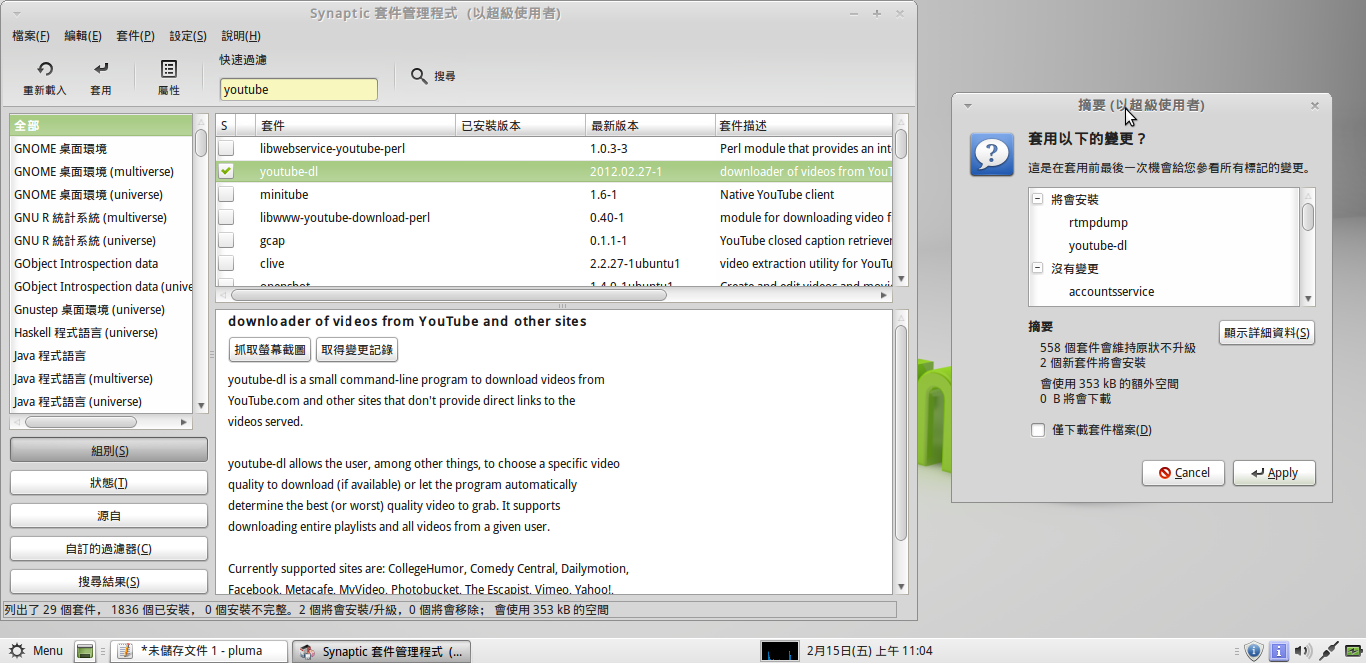 Synaptic 套件管理程式 (以超級使用者)
檔案(F) 編輯(E) 套件(P) 設定(S) 說明(H)
快速過濾
重新載入 套用 屬性 youtube 搜尋
全部
GNOME 桌面環境
GNOME 桌面環境 (multiverse)
GNOME 桌面環境 (universe)
GNU R 統計系統 (multiverse)
GNU R 統計系統 (universe)
GObject Introspection data
GObject Introspection data (unive
Gnustep 桌面環境 (universe)
Haskell 程式語言 (universe)
Java 程式語言
Java 程式語言 (multiverse)
Java 程式語言 (universe)
組別(S)
狀態(T)
源自
自訂的過濾器(C)
搜尋結果(S)
S 套件 已安裝版本 最新版本 套件描述
libwebservice-youtube-perl 1.0.3-3 Perl module that provides an int
youtube-dl 2012.02.27-1 downloader of videos from YouT
minitube 1.6-1 Native YouTube client
libwww-youtube-download-perl 0.40-1 module for downloading video f
gcap 0.1.1-1 YouTube closed caption retriever
clive 2.2.27-1ubuntu1 video extraction utility for YouTu
openshot 1.4.0-1ubuntu1 Create and edit videos and movi
downloader of videos from YouTube and other sites
抓取螢幕截圖 取得變更記錄
youtube-dl is a small command-line program to download videos from
YouTube.com and other sites that don't provide direct links to the
videos served.
youtube-dl allows the user, among other things, to choose a specific video
quality to download (if available) or let the program automatically
determine the best (or worst) quality video to grab. It supports
downloading entire playlists and all videos from a given user.
Currently supported sites are: CollegeHumor, Comedy Central, Dailymotion,
Facebook, Metacafe, MyVideo, Photobucket, The Escapist, Vimeo, Yahoo!,
列出了 29 個套件， 1836 個已安裝， 0 個安裝不完整。2 個將會安裝/升級，0 個將會移除； 會使用 353 kB 的空間
摘要 (以超級使用者)
套用以下的變更？
這是在套用前最後一次機會給您參看所有標記的變更。
將會安裝
rtmpdump
youtube-dl
沒有變更
accountsservice
摘要
顯示詳細資料(S)
558 個套件會維持原狀不升級
2 個新套件將會安裝
會使用 353 kB 的額外空間
0 B 將會下載
僅下載套件檔案(D)
Cancel Apply
Menu *未儲存文件 1 - pluma Synaptic 套件管理程式 (... 2月15日(五) 上午 11:04